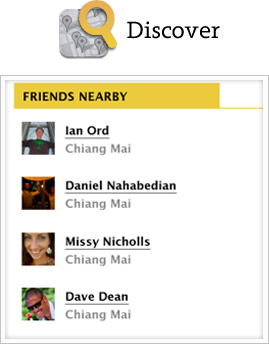 Discover
FRIENDS NEARBY
Ian Ord
Chiang Mai
Daniel Nahabedian
Chiang Mai
Missy Nicholls
Chiang Mai
Dave Dean
Chiang Mai